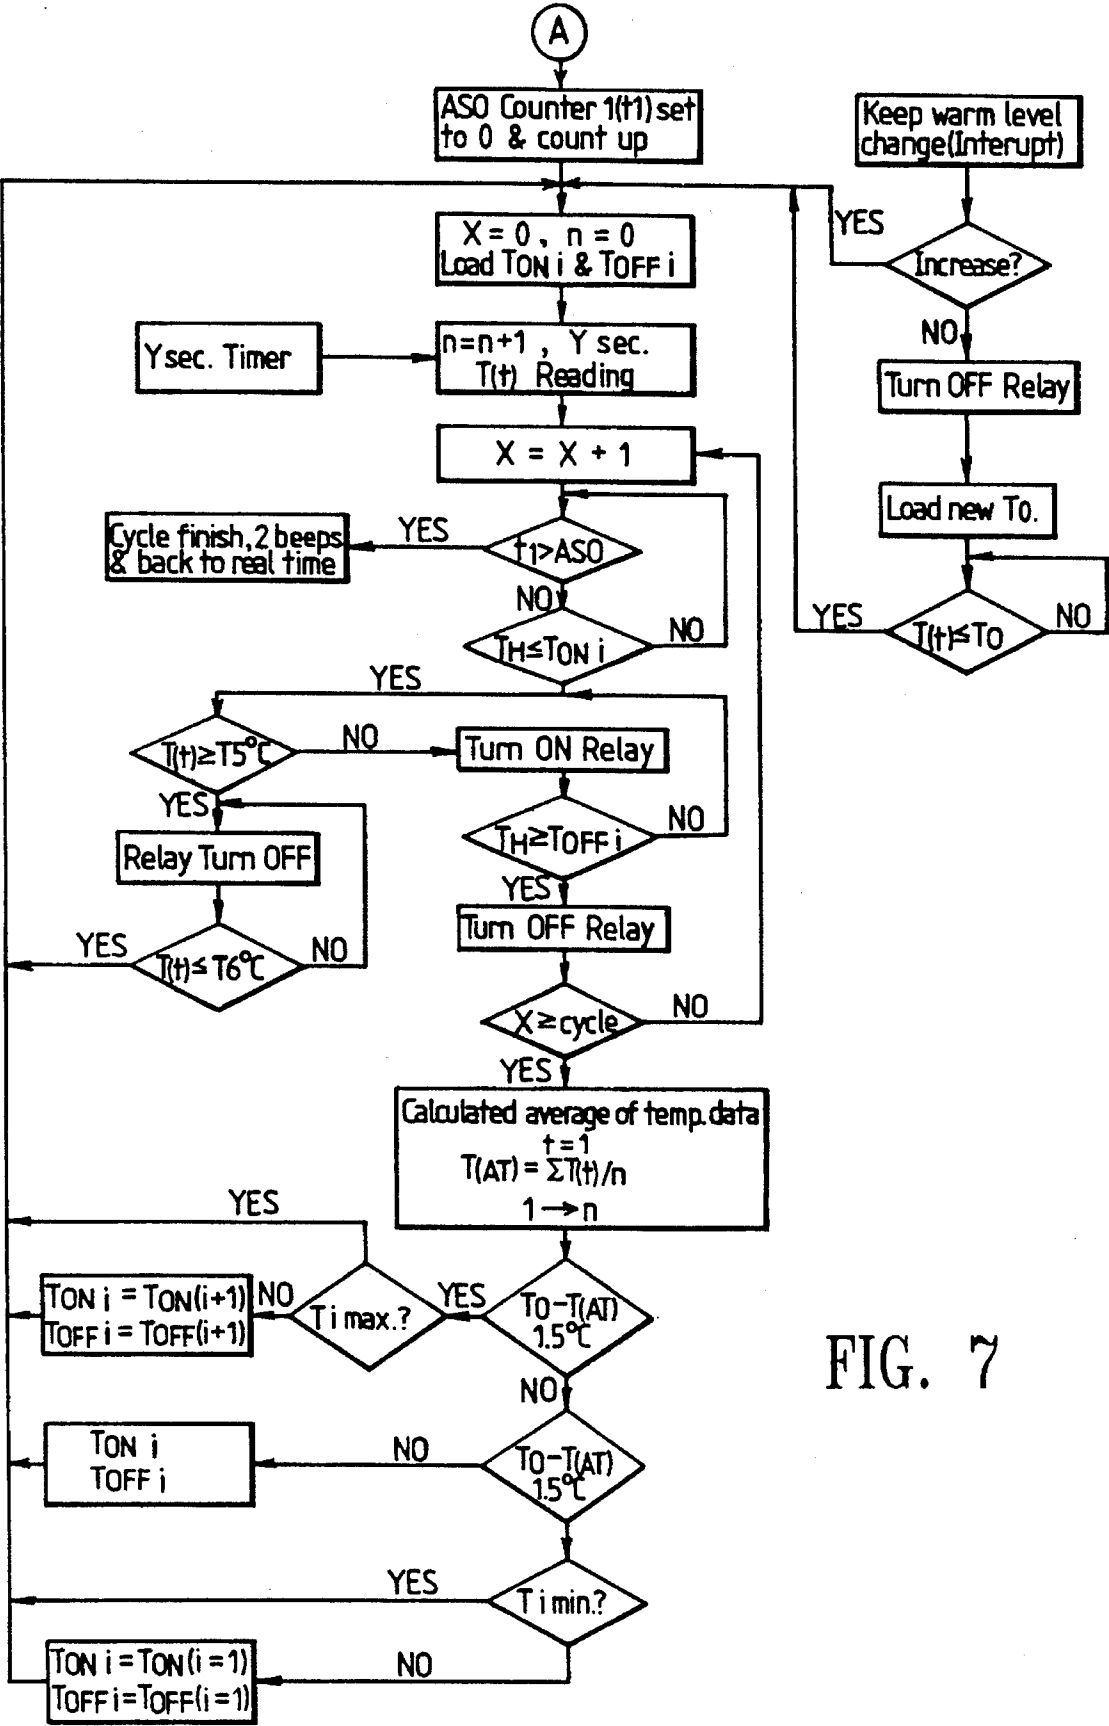 A
ASO Counter 1(t1) set
to 0 & count up
Keep warm level
change(Interupt)
YES
Increase?
X = 0 , n = 0
Load TON i & TOFF i
NO
Y sec. Timer
n=n+1 , Y sec.
T(t) Reading
Turn OFF Relay
X = X + 1
Load new To.
Cycle finish, 2 beeps
& back to real time
YES
t1>ASO
NO
TH≤TON i
NO
YES
T(t)≤To
NO
YES
T(t)≥T5°C
NO
Turn ON Relay
YES
Relay Turn OFF
TH≥TOFF i
NO
YES
Turn OFF Relay
YES
T(t)≤T6°C
NO
X≥cycle
NO
YES
Calculated average of temp. data
t=1
T(AT) = ΣT(t)/n
1→n
YES
TON i = TON(i+1)
TOFF i = TOFF(i+1)
NO
T i max.?
YES
To-T(AT)
1.5°C
FIG. 7
NO
TON i
TOFF i
NO
To-T(AT)
1.5°C
YES
T i min.?
TON i = TON(i=1)
TOFF i=TOFF(i=1)
NO